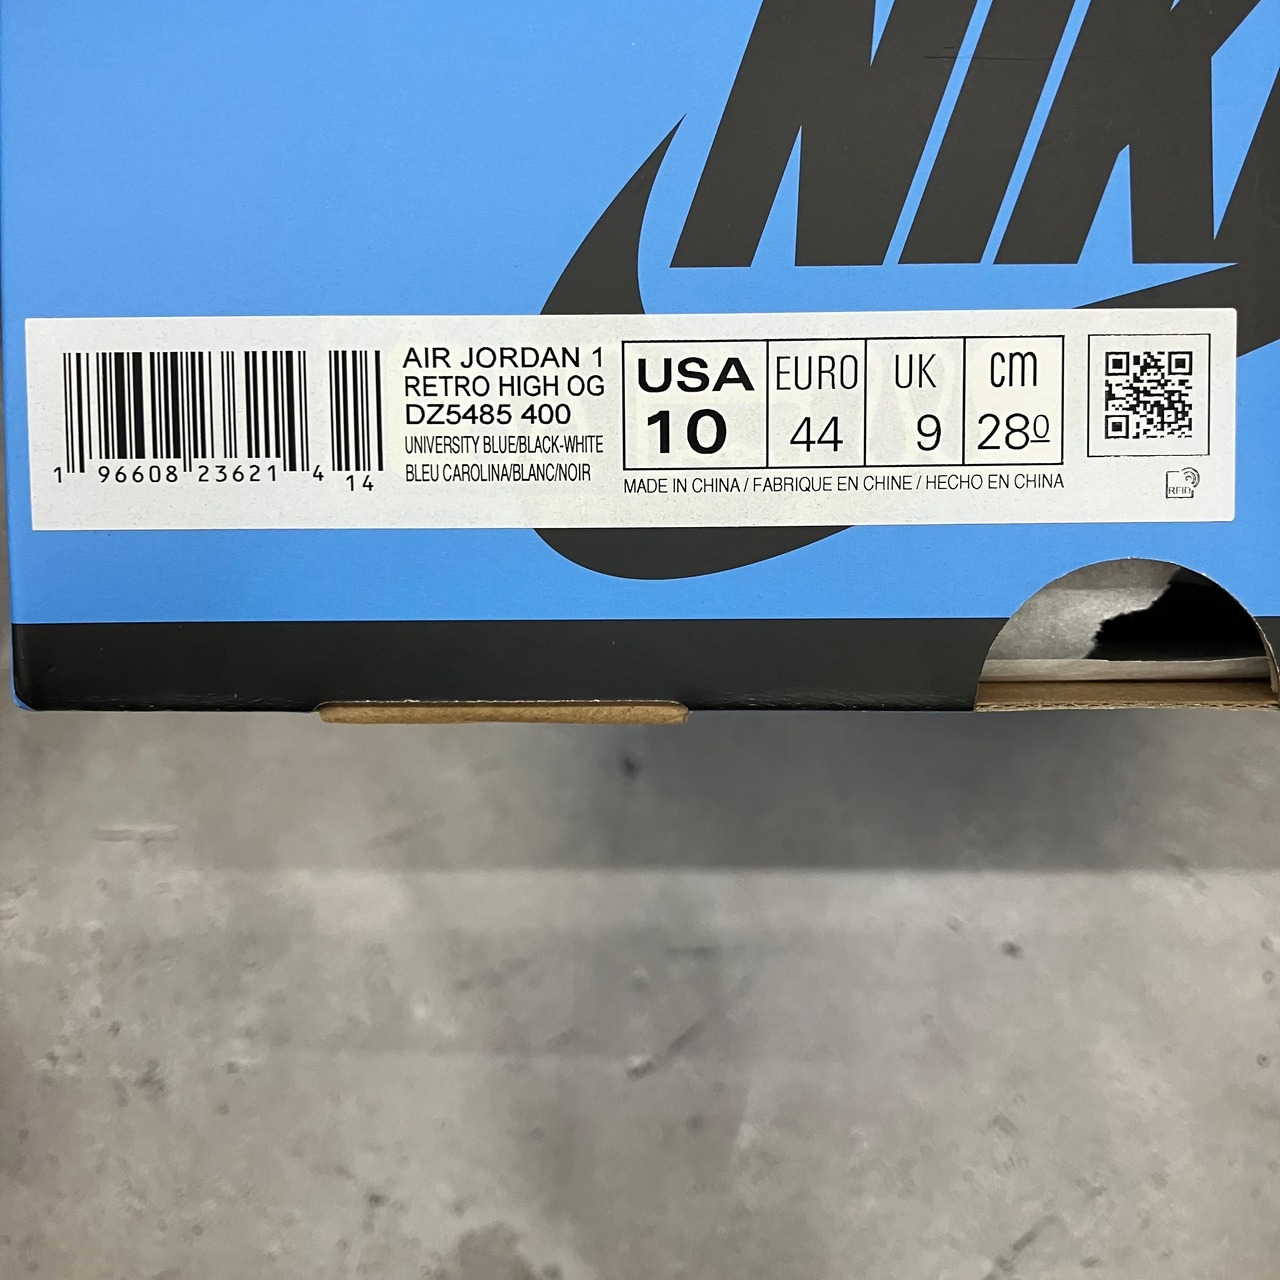 NIK
AIR JORDAN 1
RETRO HIGH OG
DZ5485 400
UNIVERSITY BLUE/BLACK-WHITE
BLEU CAROLINA/BLANC/NOIR
1 96608 23621 4 14
USA EURO UK cm
10 44 9 280
MADE IN CHINA / FABRIQUE EN CHINE / HECHO EN CHINA
RFID